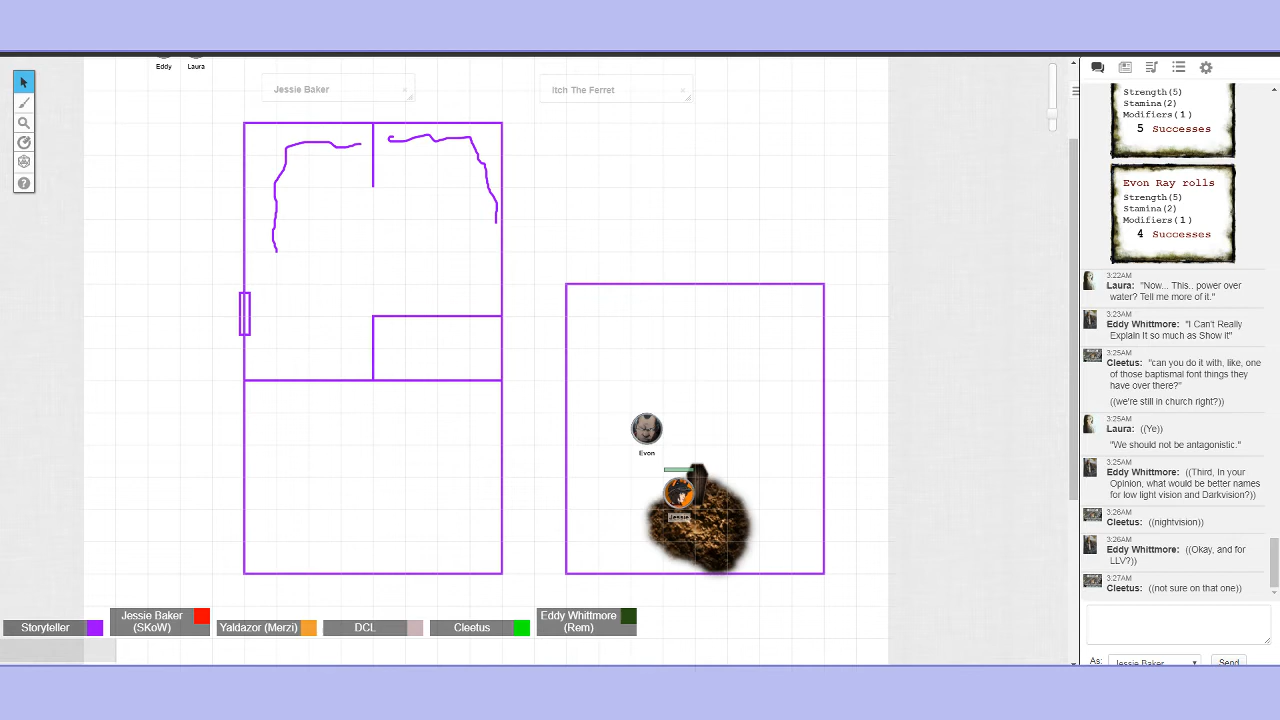 Eddy
Laura
Jessie Baker
Itch The Ferret
Evon
Jessie
Storyteller
Jessie Baker
(SKoW)
Yaldazor (Merzi)
DCL
Cleetus
Eddy Whittmore
(Rem)
Strength(5)
Stamina(2)
Modifiers(1)
5 Successes
Evon Ray rolls
Strength(5)
Stamina(2)
Modifiers(1)
4 Successes
3:22AM
Laura: "Now... This.. power over
water? Tell me more of it."
3:23AM
Eddy Whittmore: "I Can't Really
Explain It so much as Show it"
3:25AM
Cleetus: "can you do it with, like, one
of those baptismal font things they
have over there?"
((we're still in church right?))
3:25AM
Laura: ((Ye))
"We should not be antagonistic."
3:25AM
Eddy Whittmore: ((Third, In your
Opinion, what would be better names
for low light vision and Darkvision?))
3:26AM
Cleetus: ((nightvision))
3:26AM
Eddy Whittmore: ((Okay, and for
LLV?))
3:27AM
Cleetus: ((not sure on that one))
As:
Jessie Baker
Send